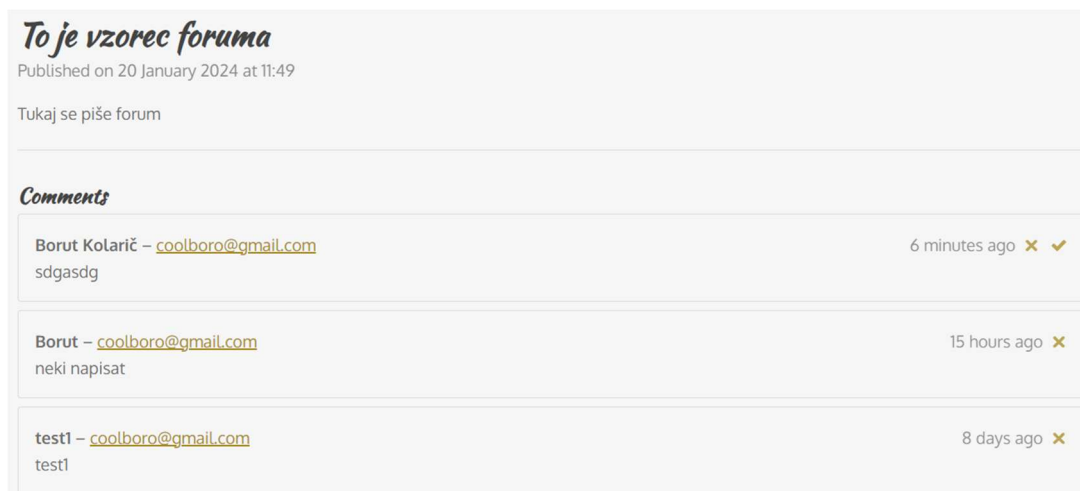 To je vzorec foruma
Published on 20 January 2024 at 11:49
Tukaj se piše forum
Comments
Borut Kolarič – coolboro@gmail.com 6 minutes ago
sdgasdg
Borut – coolboro@gmail.com 15 hours ago
neki napisat
test1 – coolboro@gmail.com 8 days ago
test1